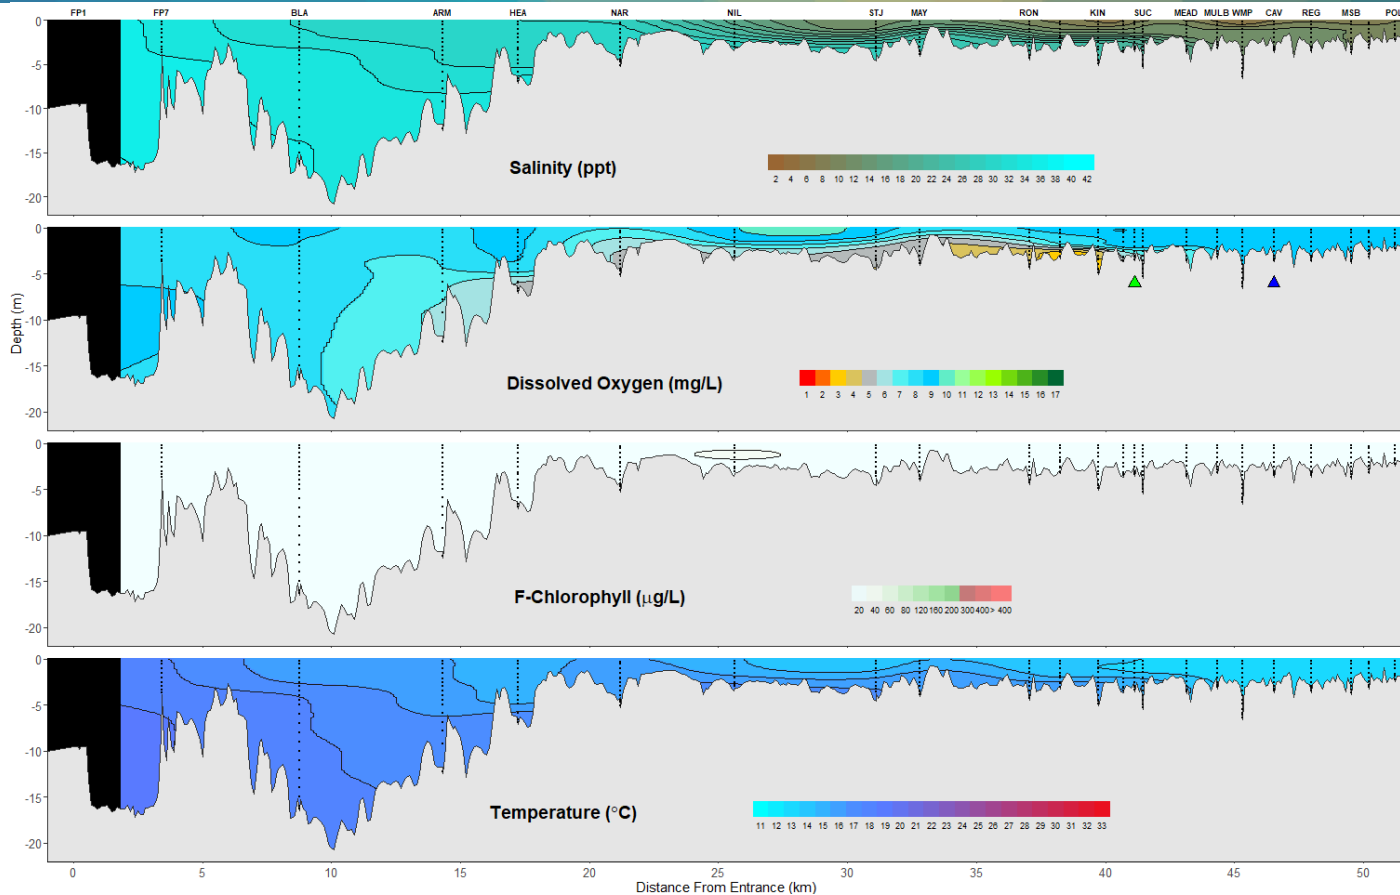 FP1 FP7 BLA ARM HEA NAR NIL STJ MAY RON KIN SUC MEAD MULB WMP CAV REG MSB POL
0
-5
-10
-15
-20
Salinity (ppt)
2 4 6 8 10 12 14 16 18 20 22 24 26 28 30 32 34 36 38 40 42
0
-5
-10
-15
-20
Depth (m)
Dissolved Oxygen (mg/L)
1 2 3 4 5 6 7 8 9 10 11 12 13 14 15 16 17
0
-5
-10
-15
-20
F-Chlorophyll (µg/L)
20 40 60 80 120 160 200 300 400 > 400
0
-5
-10
-15
-20
Temperature (°C)
11 12 13 14 15 16 17 18 19 20 21 22 23 24 25 26 27 28 29 30 31 32 33
0 5 10 15 20 25 30 35 40 45 50
Distance From Entrance (km)